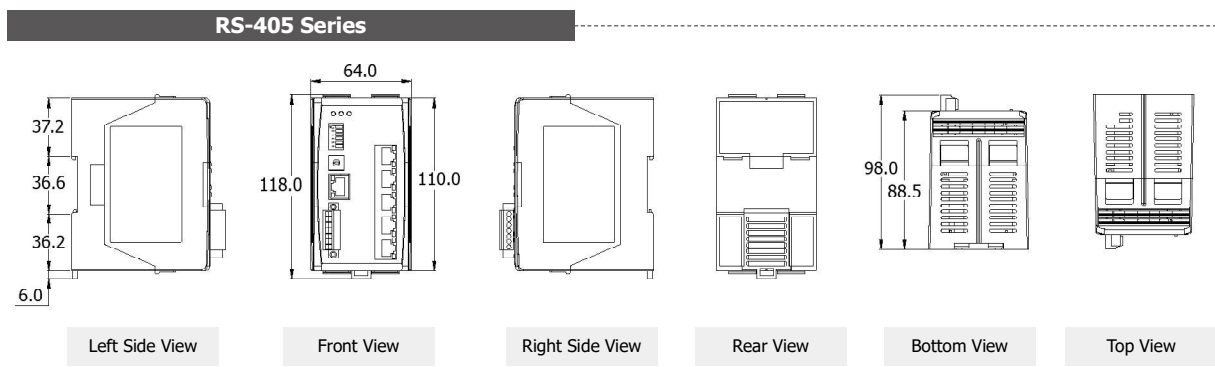 RS-405 Series
64.0
37.2
36.6
36.2
6.0
118.0
110.0
98.0
88.5
Left Side View
Front View
Right Side View
Rear View
Bottom View
Top View